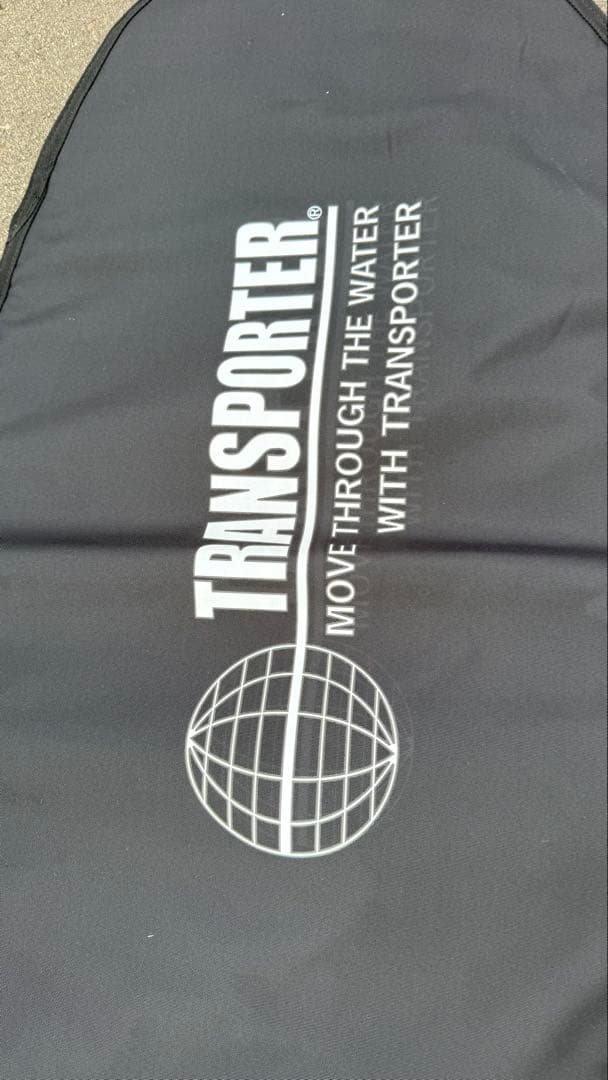 TRANSPORTER®
MOVE THROUGH THE WATER
WITH TRANSPORTER